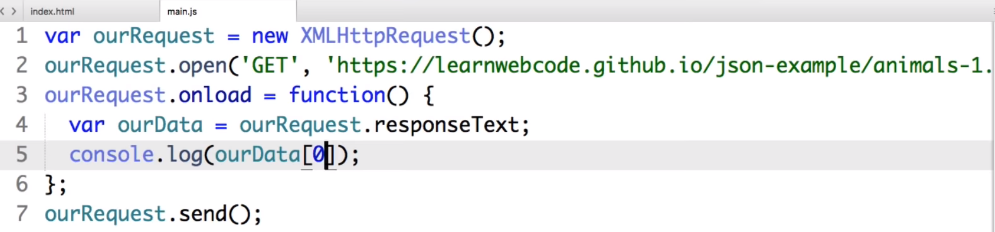 index.html main.js
1 var ourRequest = new XMLHttpRequest();
2 ourRequest.open('GET', 'https://learnwebcode.github.io/json-example/animals-1.
3 ourRequest.onload = function() {
4 var ourData = ourRequest.responseText;
5 console.log(ourData[0]);
6 };
7 ourRequest.send();